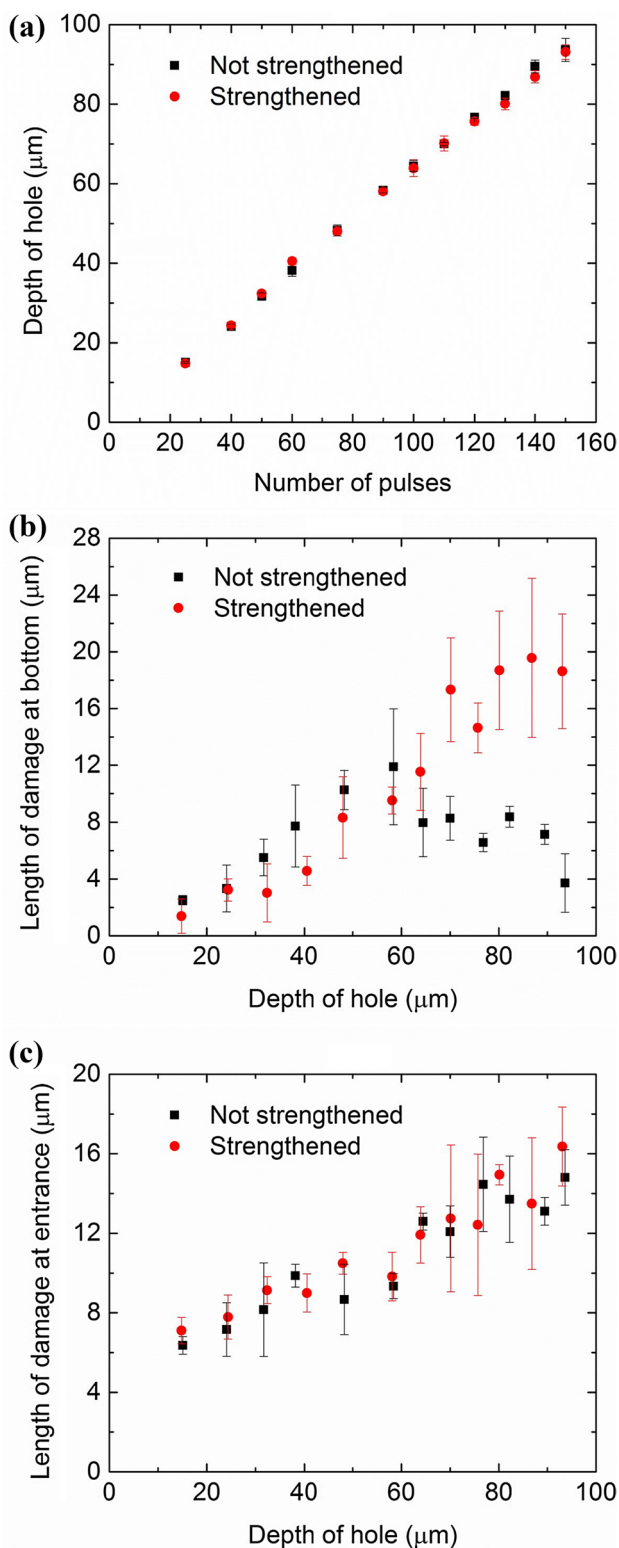 (a)
100
80
60
40
20
0
Depth of hole (μm)
Not strengthened
Strengthened
0 20 40 60 80 100 120 140 160
Number of pulses
(b)
28
24
20
16
12
8
4
0
Length of damage at bottom (μm)
Not strengthened
Strengthened
0 20 40 60 80 100
Depth of hole (μm)
(c)
20
16
12
8
4
0
Length of damage at entrance (μm)
Not strengthened
Strengthened
0 20 40 60 80 100
Depth of hole (μm)